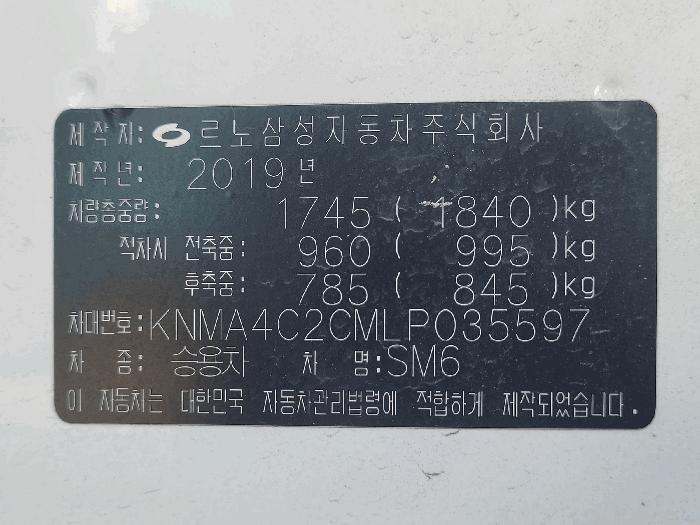 제작자: 르노삼성자동차주식회사
제작년: 2019년
차량총중량: 1745 ( 1840 )kg
적차시 전축중: 960 ( 995 )kg
후축중: 785 ( 845 )kg
차대번호:KNMA4C2CMLP035597
차 종: 승용차 차 명:SM6
이 자동차는 대한민국 자동차관리법령에 적합하게 제작되었습니다.